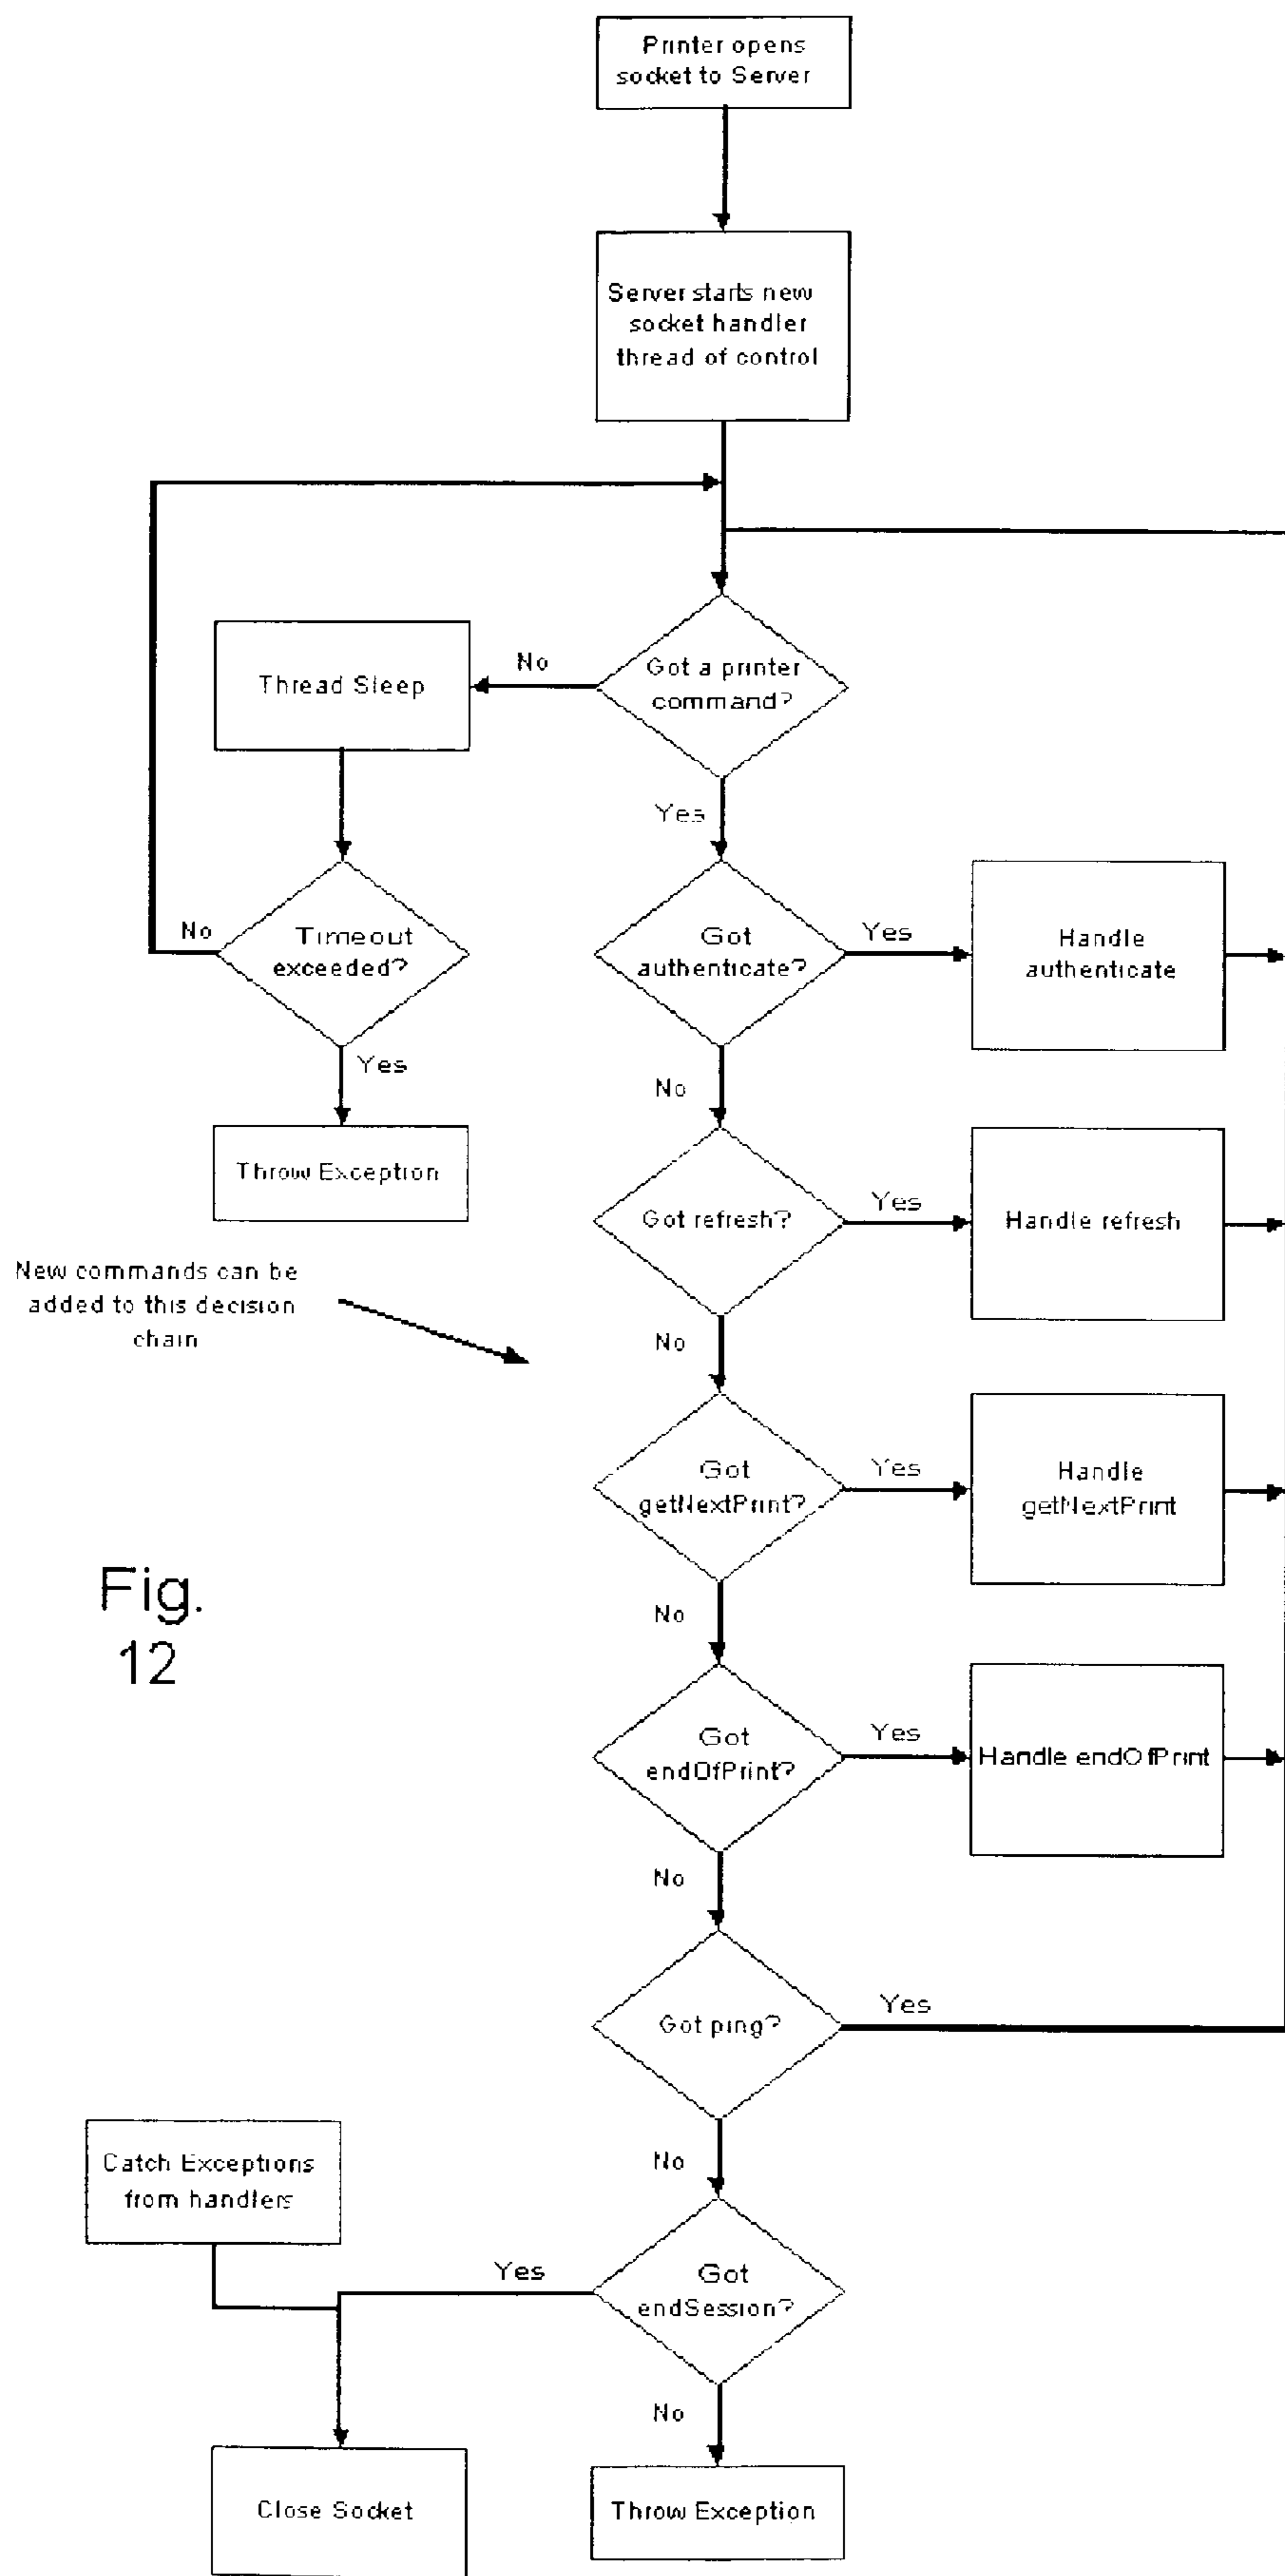 Printer opens
socket to Server
Server starts new
socket handler
thread of control
Got a printer
command?
No
Thread Sleep
Yes
Timeout
exceeded?
No
Yes
Throw Exception
Got
authenticate?
Yes
Handle
authenticate
No
Got refresh?
Yes
Handle refresh
No
New commands can be
added to this decision
chain
Got
getNextPrint?
Yes
Handle
getNextPrint
No
Fig.
12
Got
endOfPrint?
Yes
Handle endOfPrint
No
Got ping?
Yes
No
Catch Exceptions
from handlers
Got
endSession?
Yes
No
Close Socket
Throw Exception